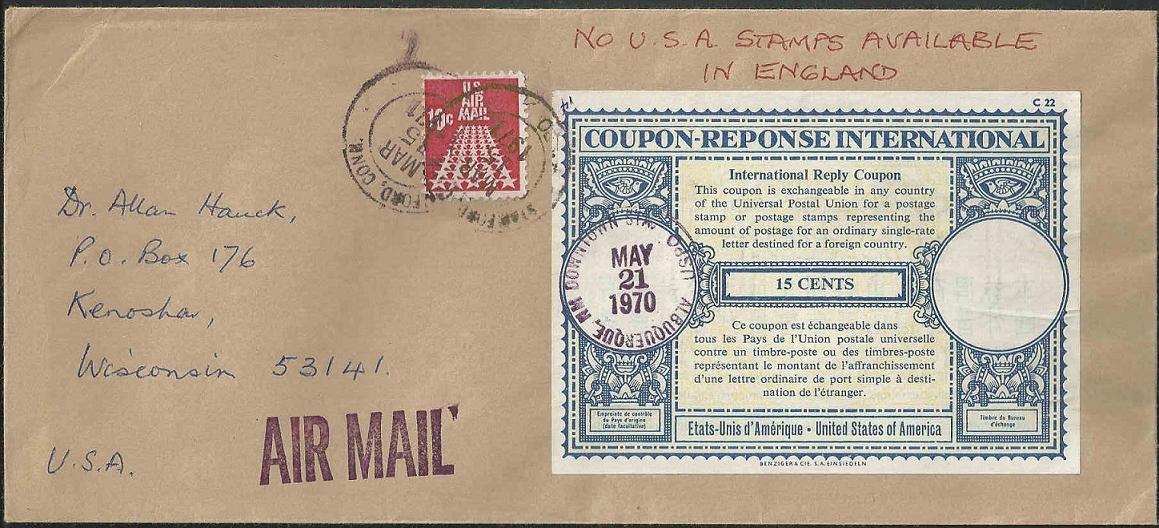 NO U.S.A. STAMPS AVAILABLE
IN ENGLAND
U.S.
AIR
MAIL
10c
MAR
C 22
COUPON-REPONSE INTERNATIONAL
International Reply Coupon
This coupon is exchangeable in any country
of the Universal Postal Union for a postage
stamp or postage stamps representing the
amount of postage for an ordinary single-rate
letter destined for a foreign country.
15 CENTS
Ce coupon est échangeable dans
tous les Pays de l'Union postale universelle
contre un timbre-poste ou des timbres-poste
représentant le montant de l'affranchissement
d'une lettre ordinaire de port simple à desti-
nation de l'étranger.
DOWNTOWN STA. USPO ALBUQUERQUE, NM
MAY
21
1970
Empreinte de contrôle
du Pays d'origine
(date facultative)
Timbre du Bureau
d'échange
Etats-Unis d'Amérique · United States of America
BENZIGER & CIE. S.A. EINSIEDELN
Dr. Allan Hauck,
P.O. Box 176
Kenosha,
Wisconsin 53141.
U.S.A.
AIR MAIL